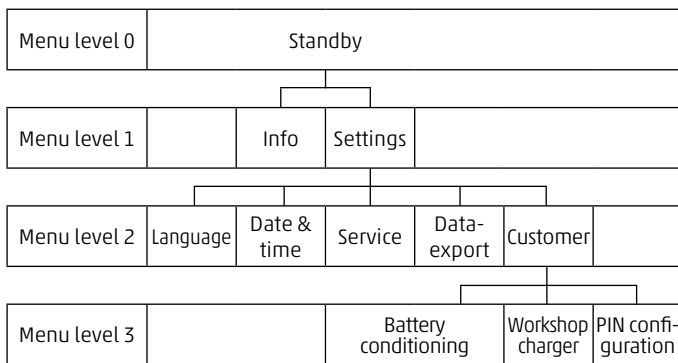 Menu level 0 Standby
Menu level 1 Info Settings
Menu level 2 Language Date &
time Service Data-
export Customer
Menu level 3 Battery
conditioning Workshop
charger PIN confi-
guration